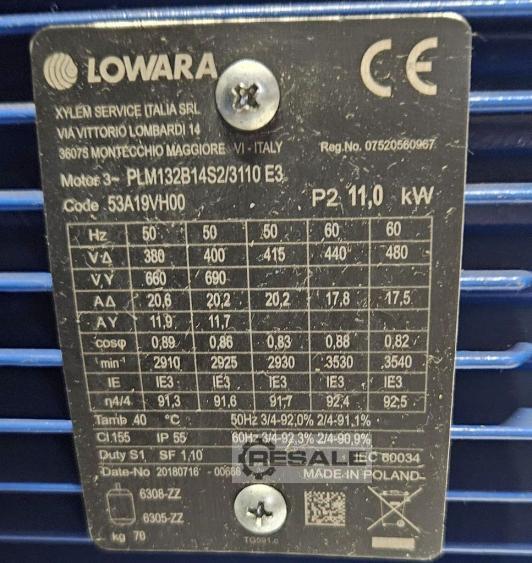 LOWARA
CE
XYLEM SERVICE ITALIA SRL
VIA VITTORIO LOMBARDI 14
36075 MONTECCHIO MAGGIORE VI - ITALY
Reg.No. 07520560967
Motor 3~ PLM132B14S2/3110 E3
Code 53A19VH00 P2 11,0 kW
Hz 50 50 50 60 60
V Δ 380 400 415 440 480
V,Y 660 690
A Δ 20,6 20,2 20,2 17,8 17,5
A Y 11,9 11,7
cosφ 0,89 0,86 0,83 0,88 0,82
min⁻¹ 2910 2925 2930 3530 3540
IE IE3 IE3 IE3 IE3 IE3
η4/4 91,3 91,6 91,7 92,4 92,5
Tamb 40 °C 50Hz 3/4-92,0% 2/4-91,1%
Cl 155 IP 55 60Hz 3/4-92,3% 2/4-90,9%
Duty S1 SF 1,10 IEC 60034
RESAL
Date-No 20180716 - 00666 MADE IN POLAND
6308-ZZ
6305-ZZ
kg 70